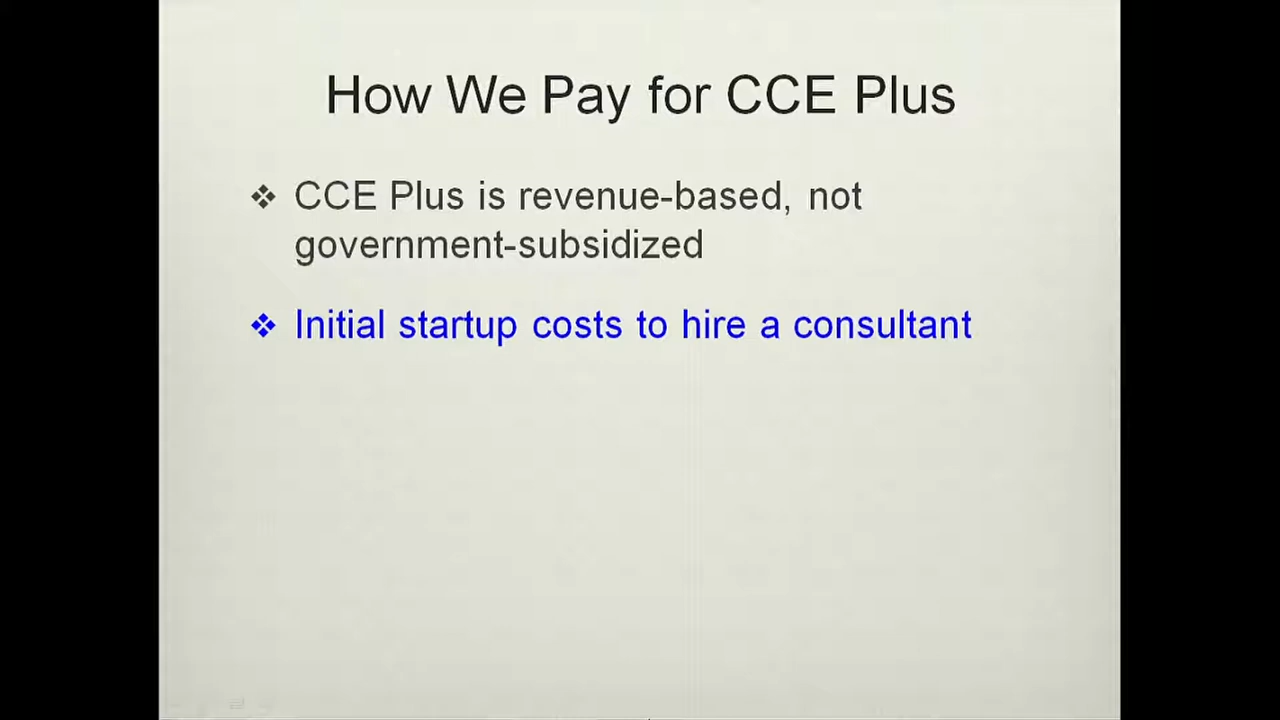 How We Pay for CCE Plus
❖ CCE Plus is revenue-based, not
government-subsidized
❖ Initial startup costs to hire a consultant